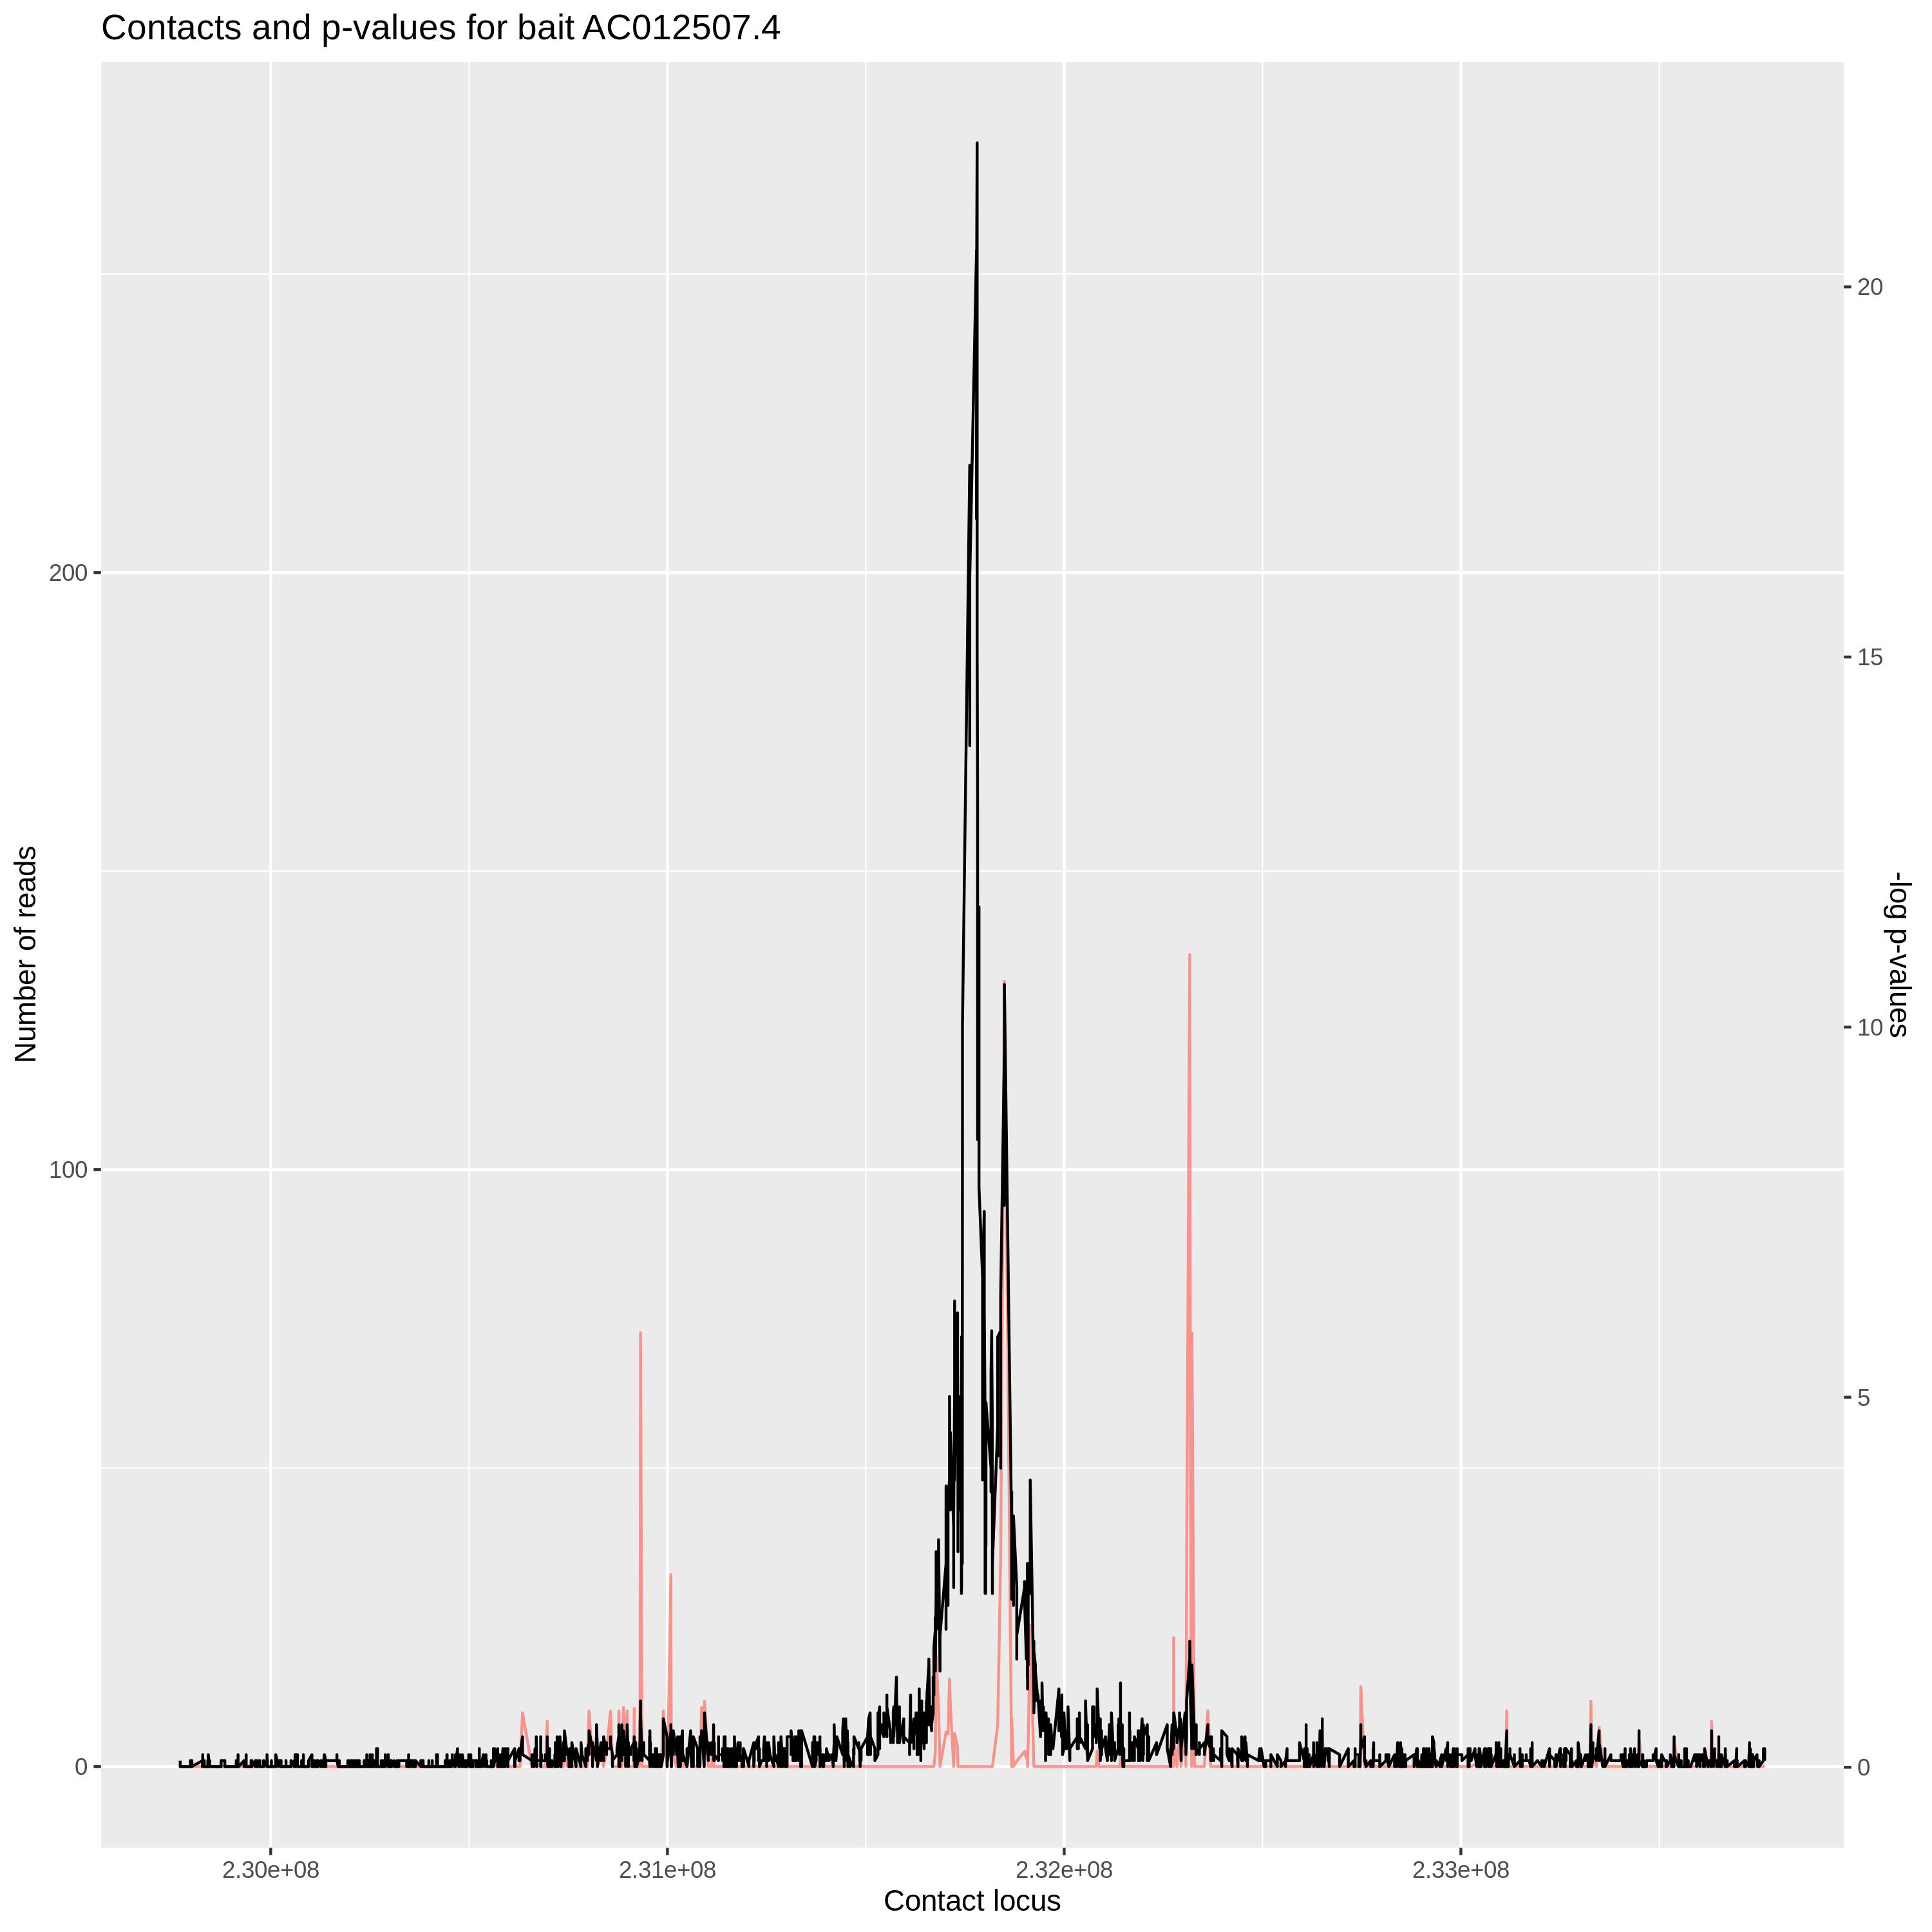 Contacts and p-values for bait AC012507.4
Number of reads
200
100
0
20
15
10
5
0
-log p-values
2.30e+08 2.31e+08 2.32e+08 2.33e+08
Contact locus